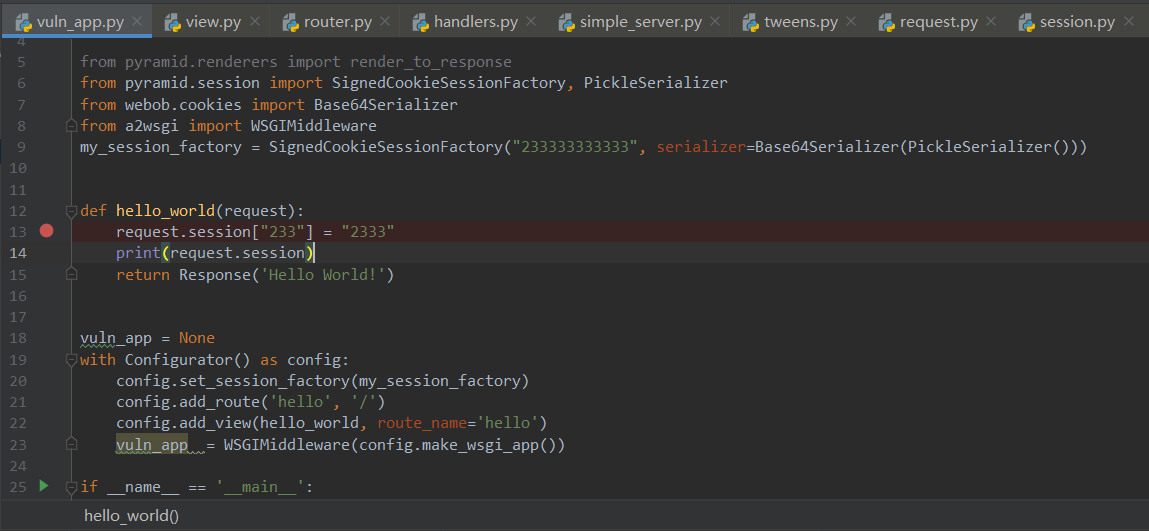 vuln_app.py view.py router.py handlers.py simple_server.py tweens.py request.py session.py
4
5 from pyramid.renderers import render_to_response
6 from pyramid.session import SignedCookieSessionFactory, PickleSerializer
7 from webob.cookies import Base64Serializer
8 from a2wsgi import WSGIMiddleware
9 my_session_factory = SignedCookieSessionFactory("233333333333", serializer=Base64Serializer(PickleSerializer()))
10
11
12 def hello_world(request):
13 request.session["233"] = "2333"
14 print(request.session)
15 return Response('Hello World!')
16
17
18 vuln_app = None
19 with Configurator() as config:
20 config.set_session_factory(my_session_factory)
21 config.add_route('hello', '/')
22 config.add_view(hello_world, route_name='hello')
23 vuln_app = WSGIMiddleware(config.make_wsgi_app())
24
25 if __name__ == '__main__':
hello_world()